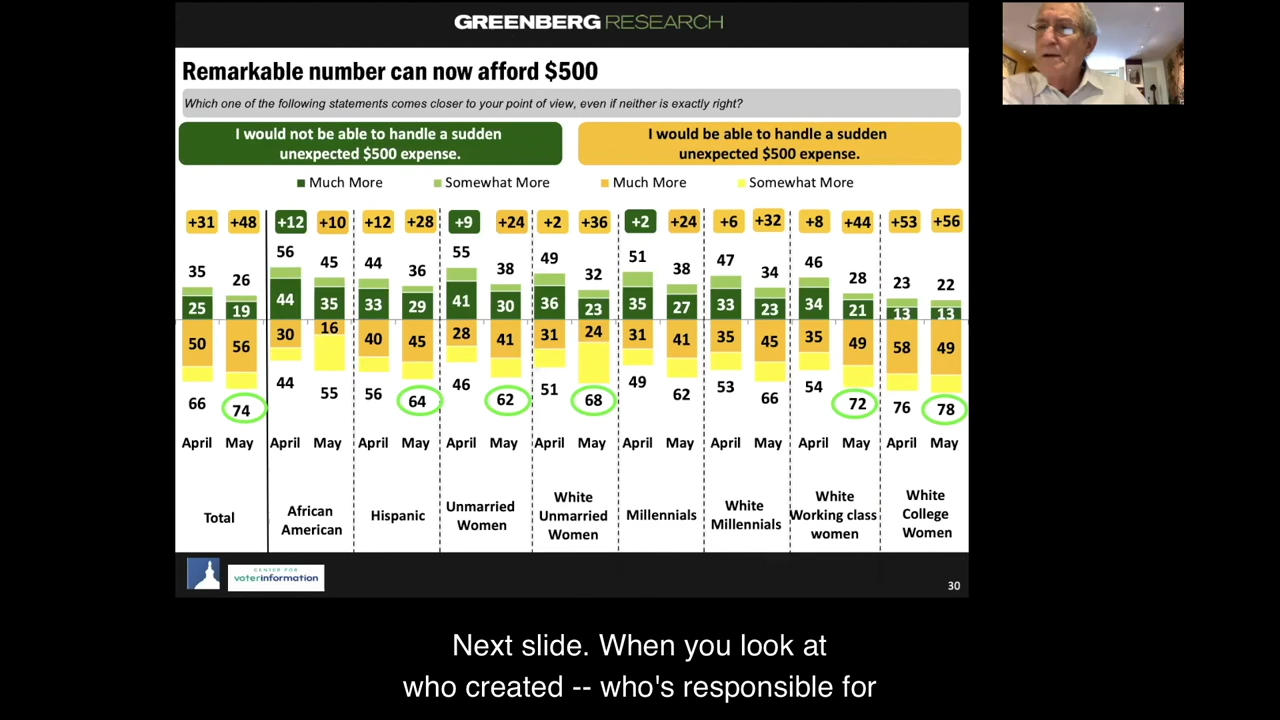 GREENBERG RESEARCH
Remarkable number can now afford $500
Which one of the following statements comes closer to your point of view, even if neither is exactly right?
I would not be able to handle a sudden
unexpected $500 expense.
I would be able to handle a sudden
unexpected $500 expense.
Much More Somewhat More Much More Somewhat More
+31 +48 +12 +10 +12 +28 +9 +24 +2 +36 +2 +24 +6 +32 +8 +44 +53 +56
35 26 56 45 44 36 55 38 49 32 51 38 47 34 46 28 23 22
25 19 44 35 33 29 41 30 36 23 35 27 33 23 34 21 13 13
50 56 30 16 40 45 28 41 31 24 31 41 35 45 35 49 58 49
66 74 44 55 56 64 46 62 51 68 49 62 53 66 54 72 76 78
April May April May April May April May April May April May April May April May April May
Total
African
American
Hispanic
Unmarried
Women
White
Unmarried
Women
Millennials
White
Millennials
White
Working class
women
White
College
Women
CENTER FOR
voterinformation
30
Next slide. When you look at
who created -- who's responsible for